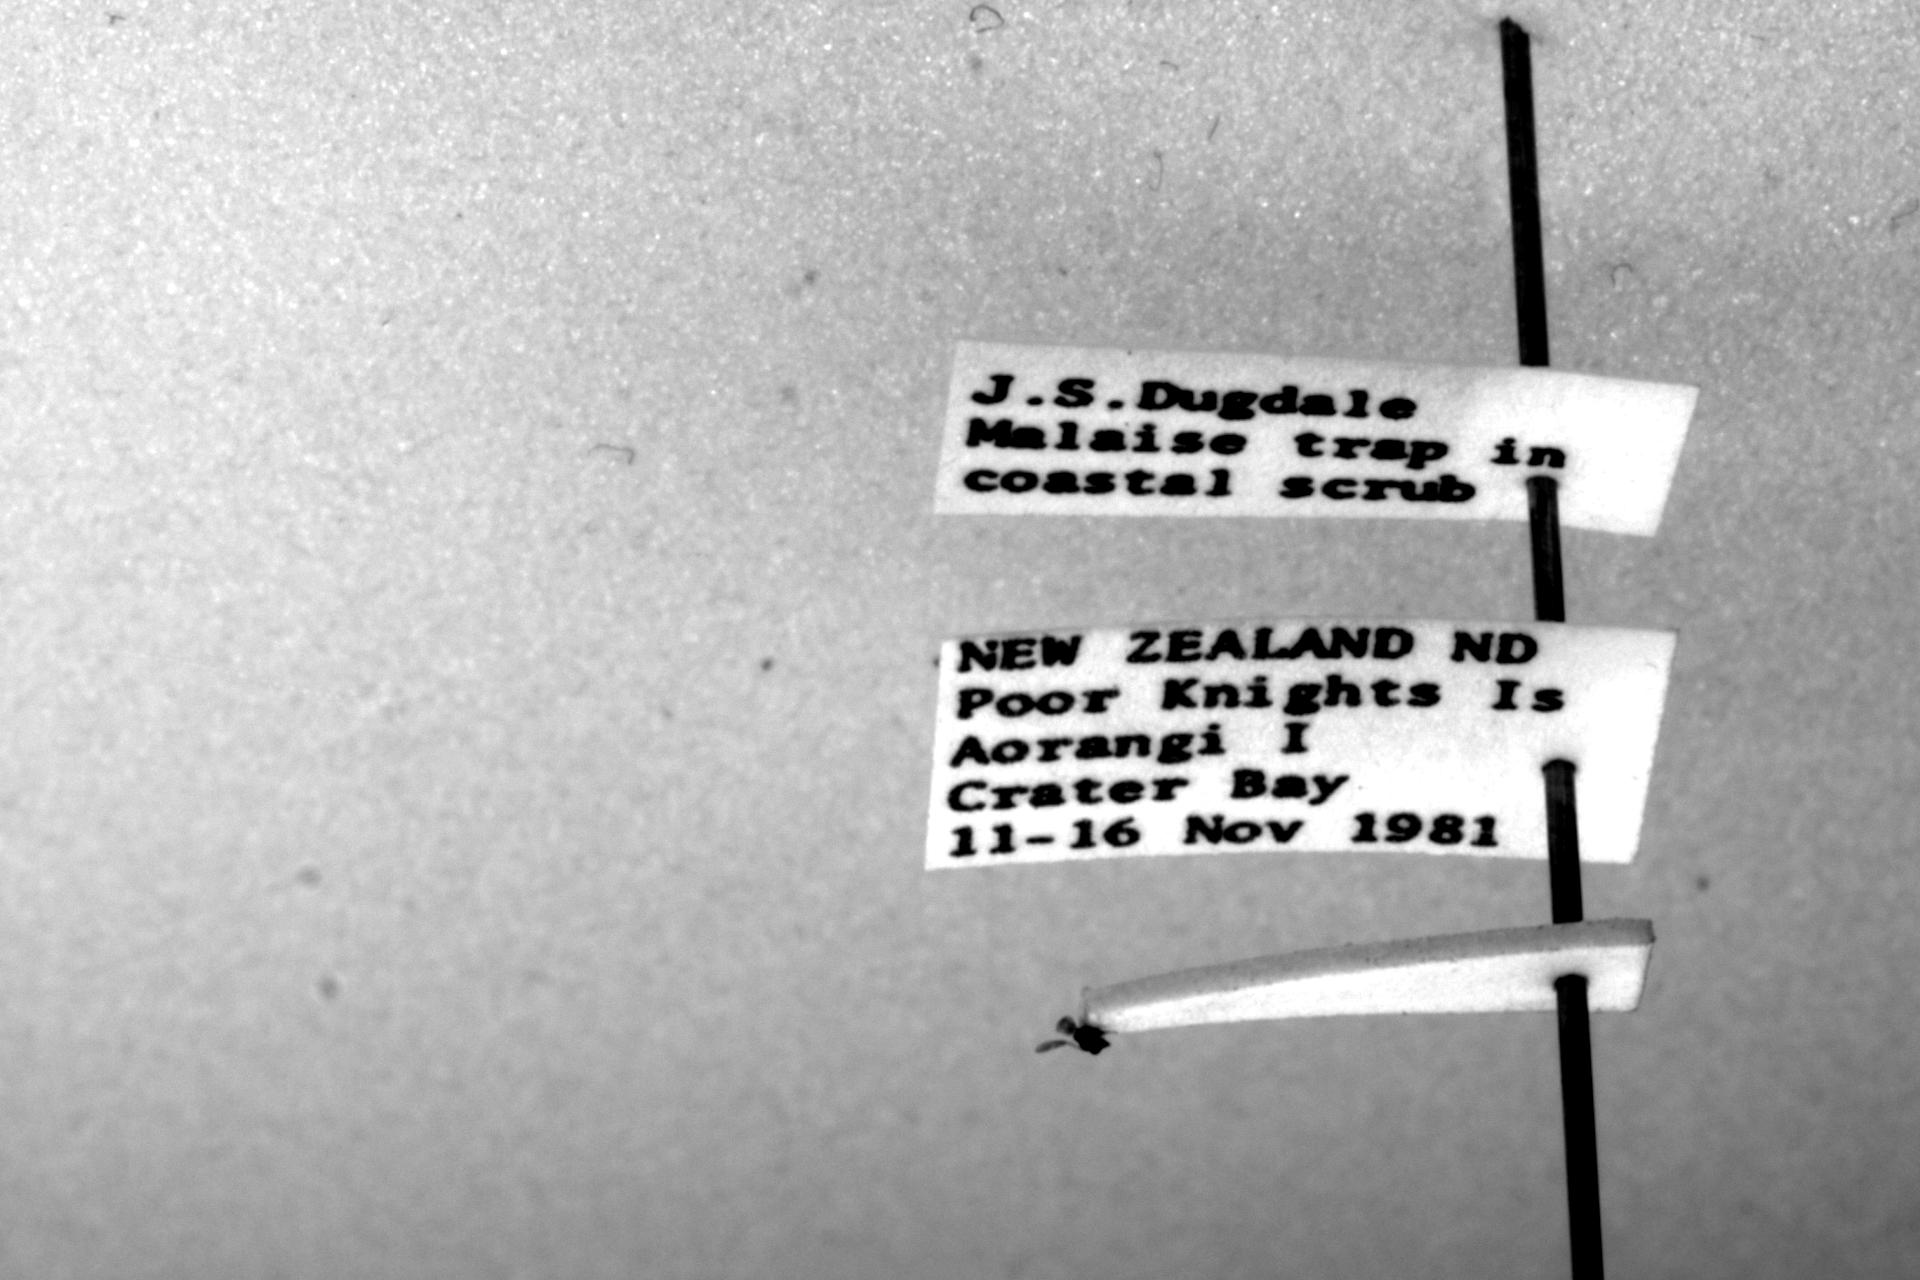 J.S.Dugdale
Malaise trap in
coastal scrub
NEW ZEALAND ND
Poor Knights Is
Aorangi I
Crater Bay
11-16 Nov 1981